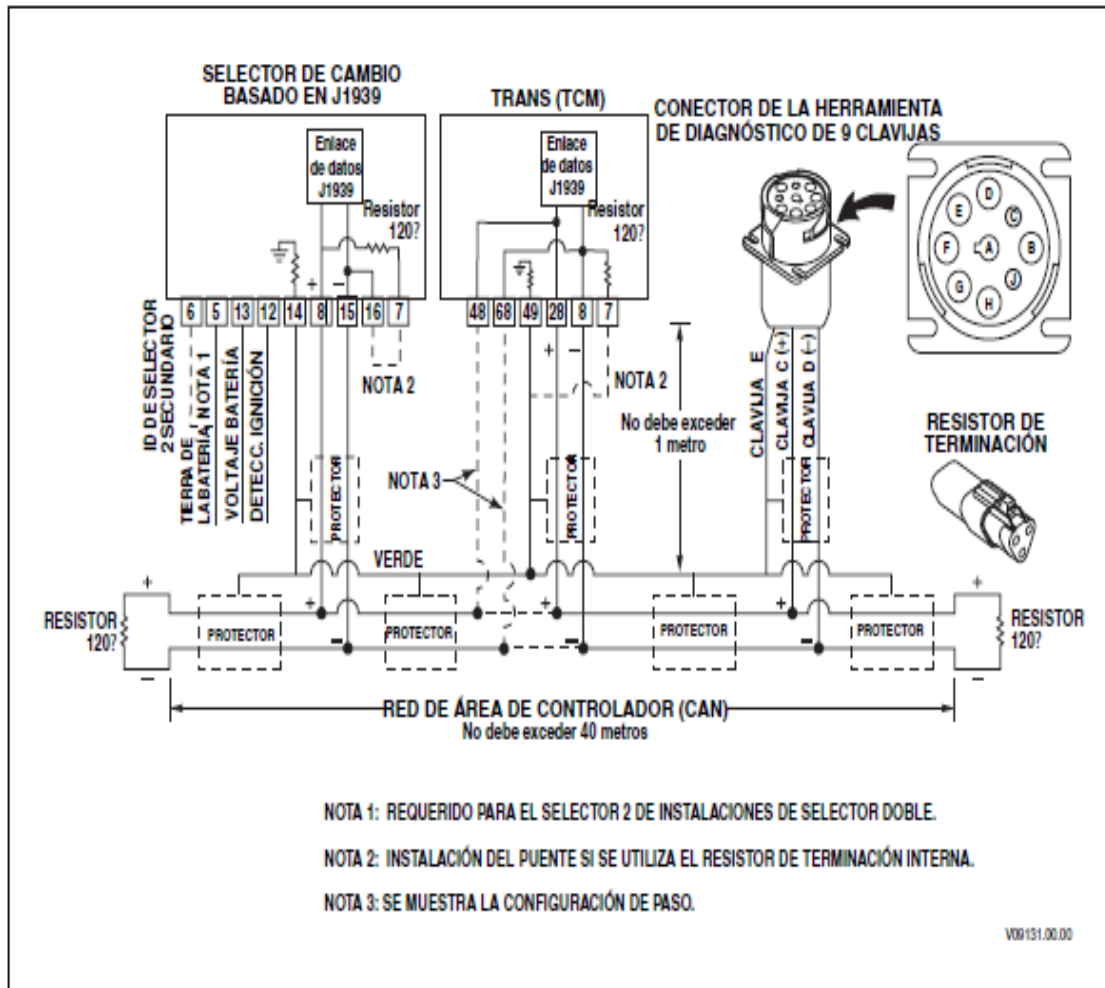 SELECTOR DE CAMBIO
BASADO EN J1939
TRANS (TCM)
CONECTOR DE LA HERRAMIENTA
DE DIAGNÓSTICO DE 9 CLAVIJAS
Enlace
de datos
J1939
Resistor
120?
+
−
6
5
13
12
14
8
15
16
7
Enlace
de datos
J1939
Resistor
120?
48
68
49
28
8
7
D
E
C
F
A
B
G
J
H
ID DE SELECTOR
2 SECUNDARIO
TIERRA DE
LA BATERÍA, NOTA 1
VOLTAJE BATERÍA
DETECC. IGNICIÓN
NOTA 2
PROTECTOR
NOTA 3
+
−
NOTA 2
PROTECTOR
No debe exceder
1 metro
CLAVIJA E
CLAVIJA C (+)
CLAVIJA D (−)
PROTECTOR
RESISTOR DE
TERMINACIÓN
VERDE
+
RESISTOR
120?
−
PROTECTOR
+
−
PROTECTOR
+
−
PROTECTOR
+
−
PROTECTOR
+
RESISTOR
120?
−
RED DE ÁREA DE CONTROLADOR (CAN)
No debe exceder 40 metros
NOTA 1: REQUERIDO PARA EL SELECTOR 2 DE INSTALACIONES DE SELECTOR DOBLE.
NOTA 2: INSTALACIÓN DEL PUENTE SI SE UTILIZA EL RESISTOR DE TERMINACIÓN INTERNA.
NOTA 3: SE MUESTRA LA CONFIGURACIÓN DE PASO.
V09131.00.00